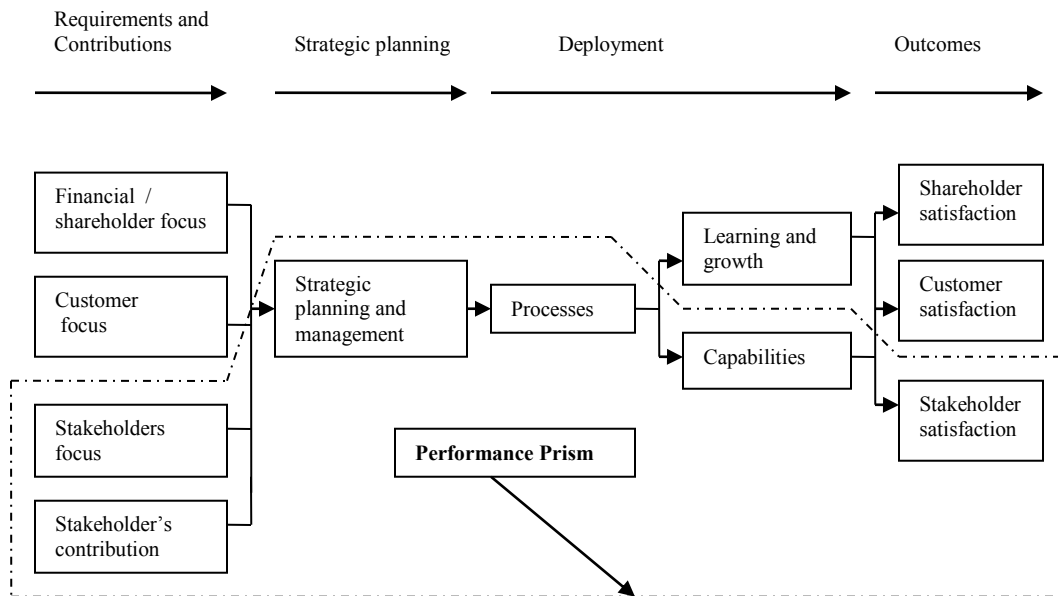 Requirements and
Contributions
Strategic planning
Deployment
Outcomes
Financial /
shareholder focus
Customer
focus
Stakeholders
focus
Stakeholder’s
contribution
Strategic
planning and
management
Processes
Learning and
growth
Capabilities
Shareholder
satisfaction
Customer
satisfaction
Stakeholder
satisfaction
Performance Prism